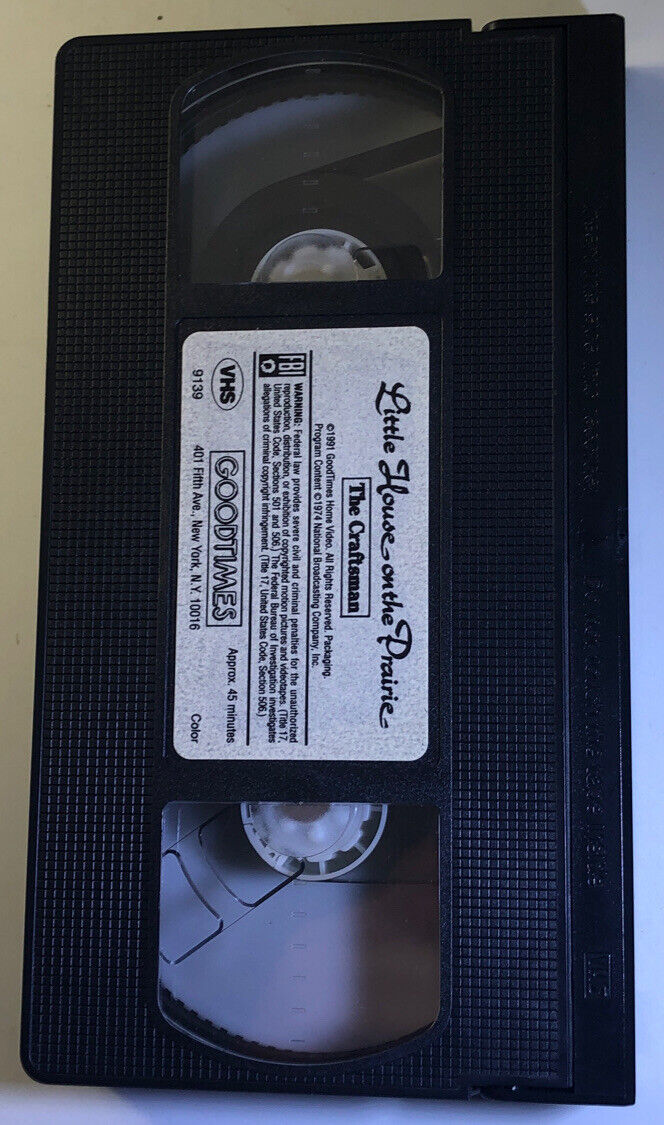 Little House on the Prairie
The Craftsman
©1991 GoodTimes Home Video. All Rights Reserved. Packaging.
Program Content ©1974 National Broadcasting Company, Inc.
FBI
WARNING: Federal law provides severe civil and criminal penalties for the unauthorized
reproduction, distribution, or exhibition of copyrighted motion pictures and videotapes. (Title 17,
United States Code, Sections 501 and 506.) The Federal Bureau of Investigation investigates
allegations of criminal copyright infringement. (Title 17, United States Code, Section 506.)
VHS
GOODTIMES
Approx. 45 minutes
9139
401 Fifth Ave., New York, N.Y. 10016
Color